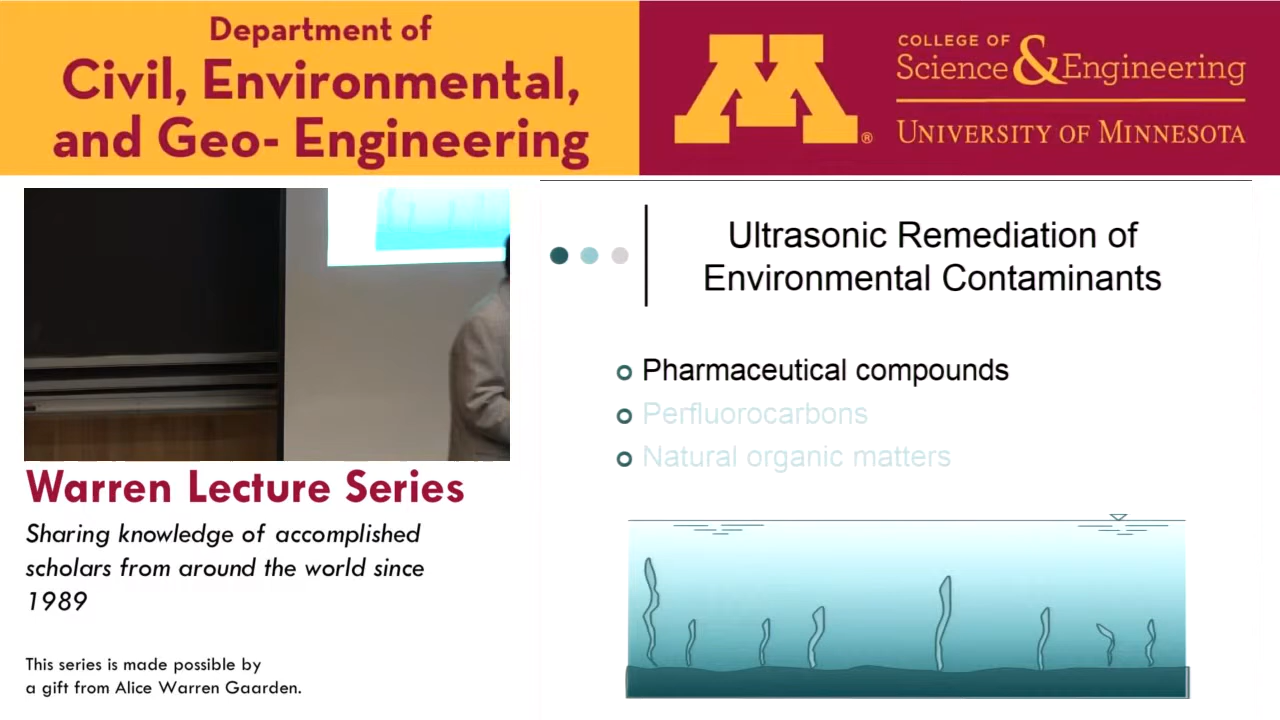 Department of
Civil, Environmental,
and Geo- Engineering
M®
COLLEGE OF
Science & Engineering
UNIVERSITY OF MINNESOTA
Ultrasonic Remediation of
Environmental Contaminants
Pharmaceutical compounds
Perfluorocarbons
Natural organic matters
Warren Lecture Series
Sharing knowledge of accomplished
scholars from around the world since
1989
This series is made possible by
a gift from Alice Warren Gaarden.